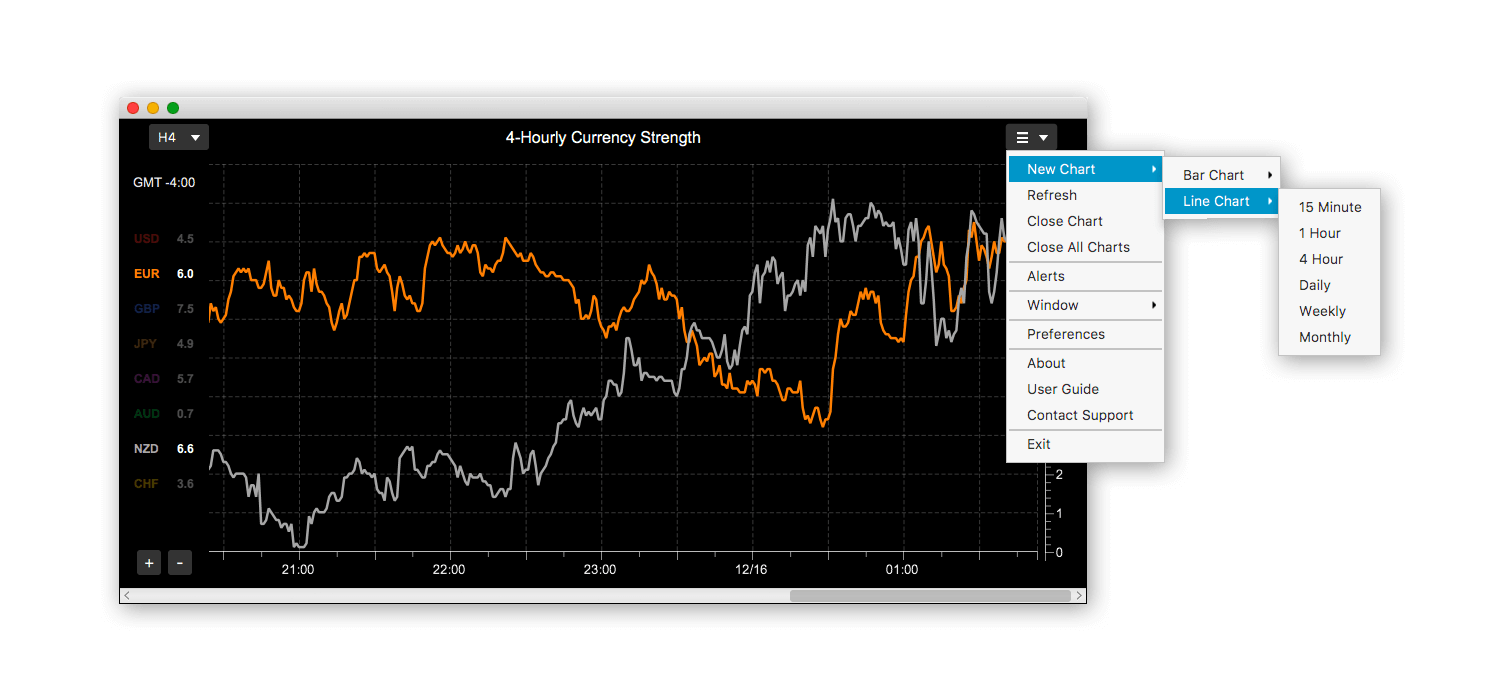 H4
4-Hourly Currency Strength
GMT -4:00
USD 4.5
EUR 6.0
GBP 7.5
JPY 4.9
CAD 5.7
AUD 0.7
NZD 6.6
CHF 3.6
+ -
21:00 22:00 23:00 12/16 01:00
2
1
0
New Chart
Refresh
Close Chart
Close All Charts
Alerts
Window
Preferences
About
User Guide
Contact Support
Exit
Bar Chart
Line Chart
15 Minute
1 Hour
4 Hour
Daily
Weekly
Monthly